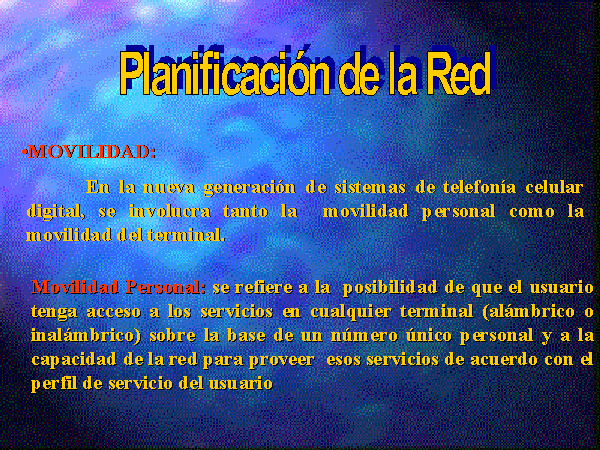 Planificación de la Red
•MOVILIDAD:
En la nueva generación de sistemas de telefonía celular
digital, se involucra tanto la movilidad personal como la
movilidad del terminal.
Movilidad Personal: se refiere a la posibilidad de que el usuario
tenga acceso a los servicios en cualquier terminal (alámbrico o
inalámbrico) sobre la base de un número único personal y a la
capacidad de la red para proveer esos servicios de acuerdo con el
perfil de servicio del usuario